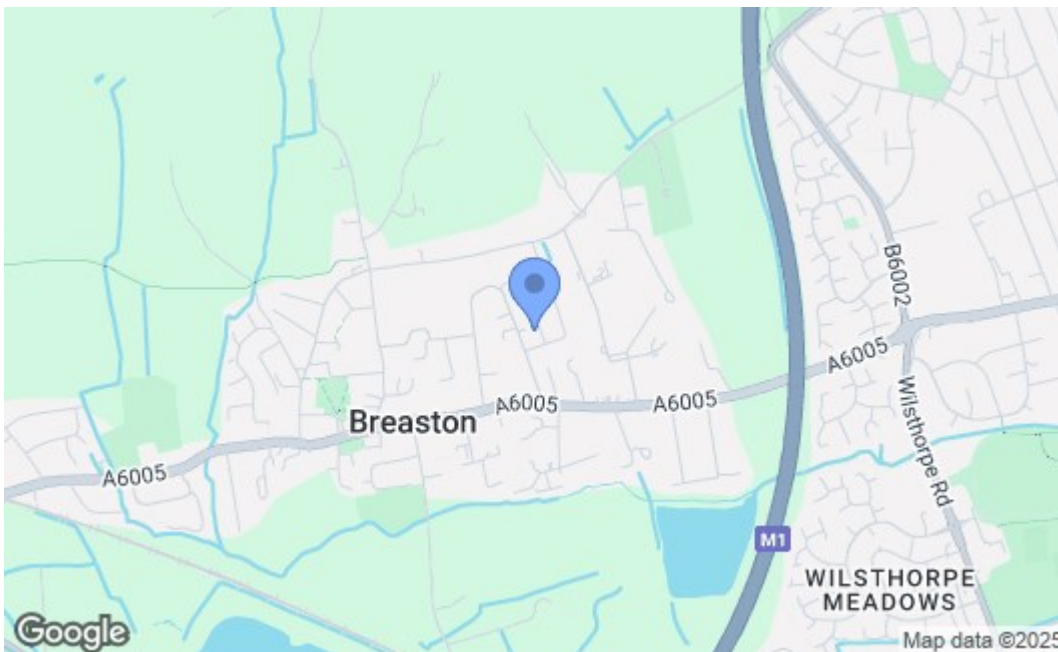 B6002
A6005
A6005
A6005
Breaston
Wilsthorpe Rd
A6005
M1
WILSTHORPE
MEADOWS
Google
Map data ©2025